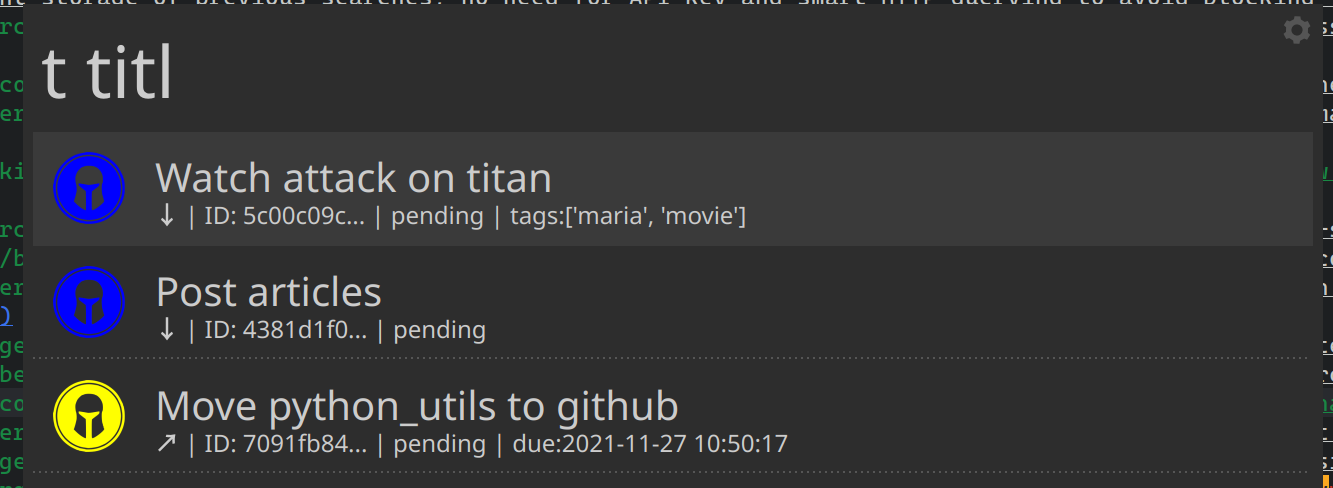 t titl
Watch attack on titan
↓ | ID: 5c00c09c... | pending | tags:['maria', 'movie']
Post articles
↓ | ID: 4381d1f0... | pending
Move python_utils to github
↗ | ID: 7091fb84... | pending | due:2021-11-27 10:50:17